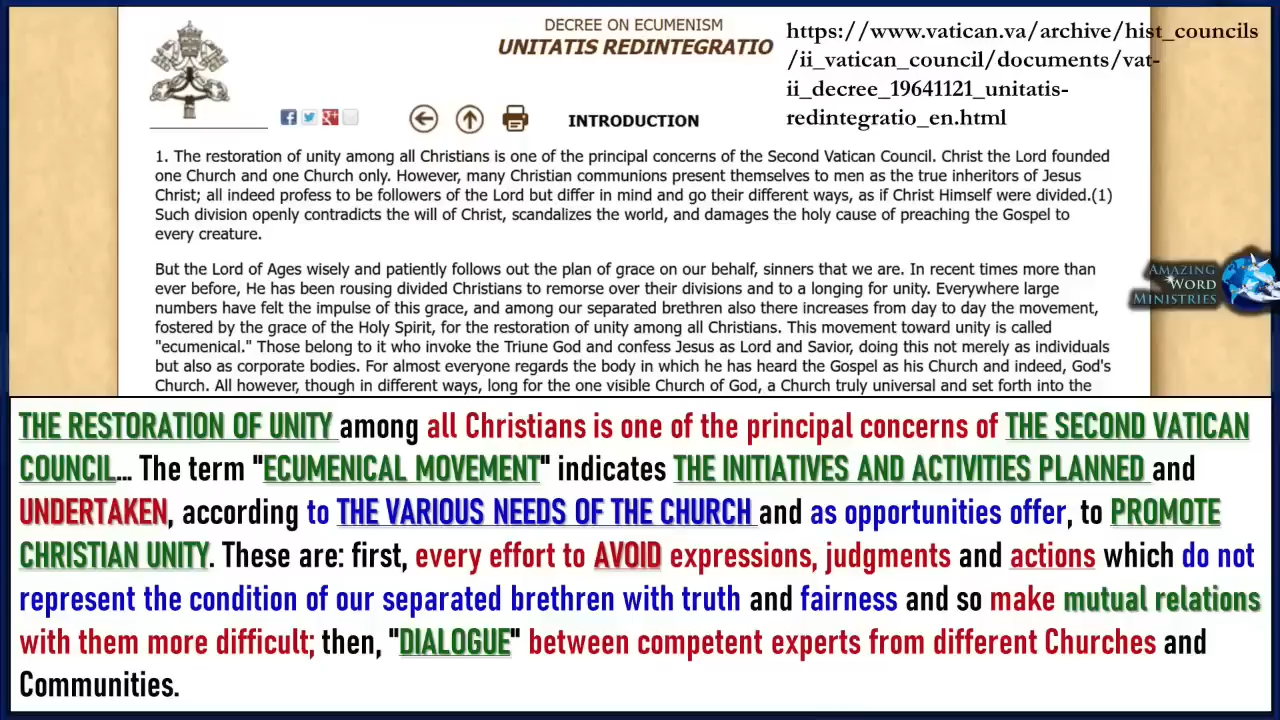 DECREE ON ECUMENISM
UNITATIS REDINTEGRATIO
https://www.vatican.va/archive/hist_councils
/ii_vatican_council/documents/vat-
ii_decree_19641121_unitatis-
redintegratio_en.html
INTRODUCTION
1. The restoration of unity among all Christians is one of the principal concerns of the Second Vatican Council. Christ the Lord founded
one Church and one Church only. However, many Christian communions present themselves to men as the true inheritors of Jesus
Christ; all indeed profess to be followers of the Lord but differ in mind and go their different ways, as if Christ Himself were divided.(1)
Such division openly contradicts the will of Christ, scandalizes the world, and damages the holy cause of preaching the Gospel to
every creature.
But the Lord of Ages wisely and patiently follows out the plan of grace on our behalf, sinners that we are. In recent times more than
ever before, He has been rousing divided Christians to remorse over their divisions and to a longing for unity. Everywhere large
numbers have felt the impulse of this grace, and among our separated brethren also there increases from day to day the movement,
fostered by the grace of the Holy Spirit, for the restoration of unity among all Christians. This movement toward unity is called
"ecumenical." Those belong to it who invoke the Triune God and confess Jesus as Lord and Savior, doing this not merely as individuals
but also as corporate bodies. For almost everyone regards the body in which he has heard the Gospel as his Church and indeed, God's
Church. All however, though in different ways, long for the one visible Church of God, a Church truly universal and set forth into the
AMAZING
WORD
MINISTRIES
THE RESTORATION OF UNITY among all Christians is one of the principal concerns of THE SECOND VATICAN
COUNCIL... The term "ECUMENICAL MOVEMENT" indicates THE INITIATIVES AND ACTIVITIES PLANNED and
UNDERTAKEN, according to THE VARIOUS NEEDS OF THE CHURCH and as opportunities offer, to PROMOTE
CHRISTIAN UNITY. These are: first, every effort to AVOID expressions, judgments and actions which do not
represent the condition of our separated brethren with truth and fairness and so make mutual relations
with them more difficult; then, "DIALOGUE" between competent experts from different Churches and
Communities.